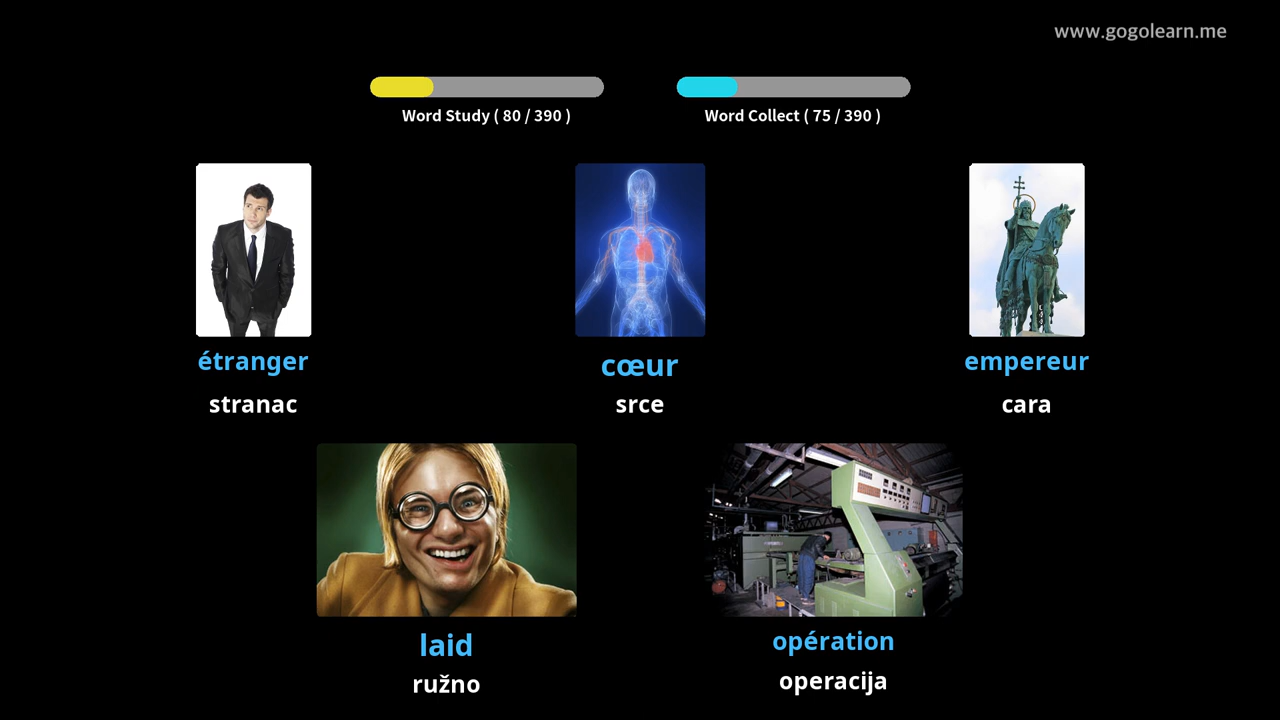 www.gogolearn.me
Word Study ( 80 / 390 )
Word Collect ( 75 / 390 )
étranger
cœur
empereur
stranac
srce
cara
laid
opération
ružno
operacija